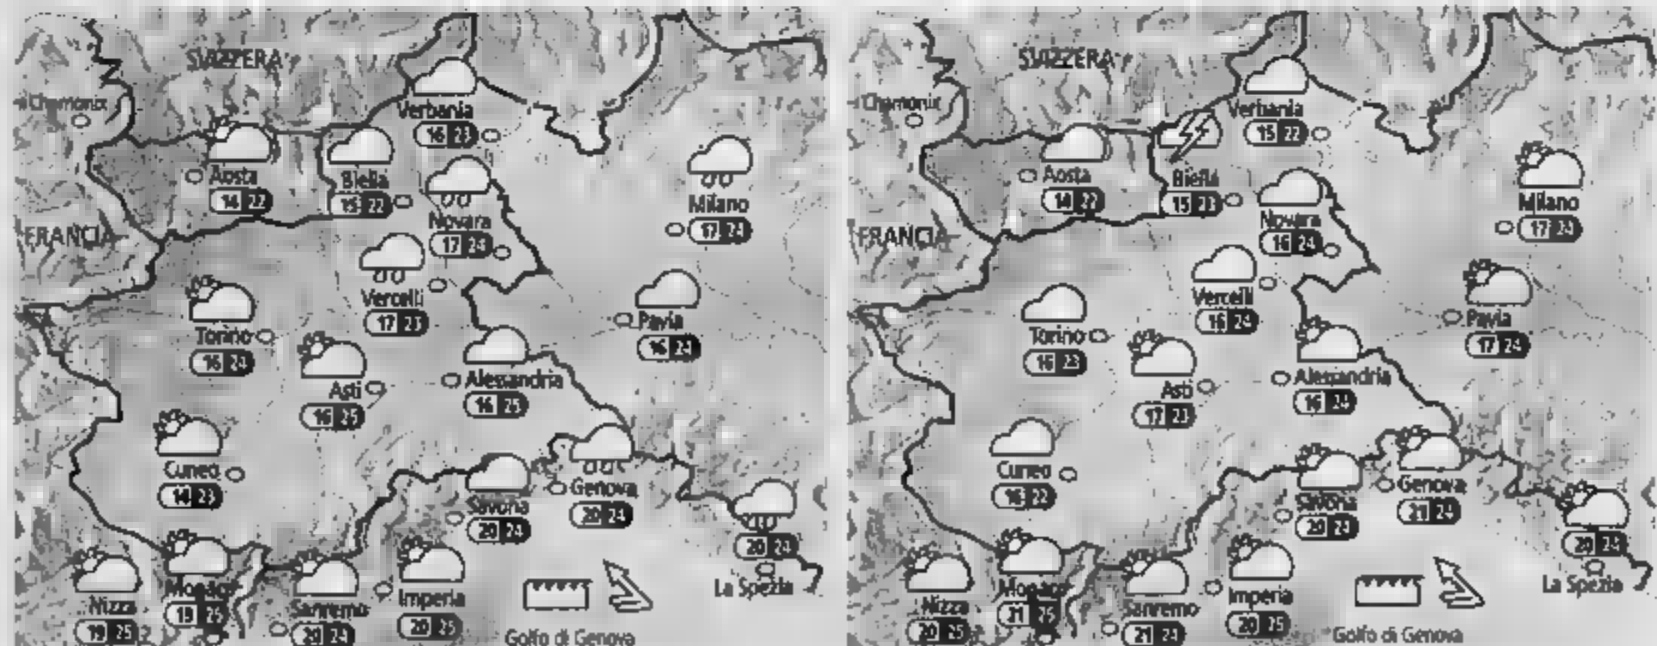 SVIZZERA
Chamonix
Verbania
16 23
Aosta
14 22
Biella
15 22
Novara
17 24
Milano
17 24
FRANCIA
Vercelli
17 23
Torino
16 24
Pavia
16 24
Asti
16 25
Alessandria
16 25
Cuneo
14 23
Genova
20 24
Savona
20 24
20 24
La Spezia
Monaco
19 25
Nizza
19 25
Sanremo
20 24
Imperia
20 25
Golfo di Genova
SVIZZERA
Chamonix
Verbania
15 22
Aosta
14 22
Biella
15 23
Milano
17 24
Novara
16 24
FRANCIA
Vercelli
16 24
Torino
16 23
Pavia
17 24
Asti
17 23
Alessandria
16 24
Cuneo
16 22
Genova
21 24
Savona
20 24
20 24
La Spezia
Monaco
21 25
Nizza
20 25
Sanremo
21 24
Imperia
20 25
Golfo di Genova